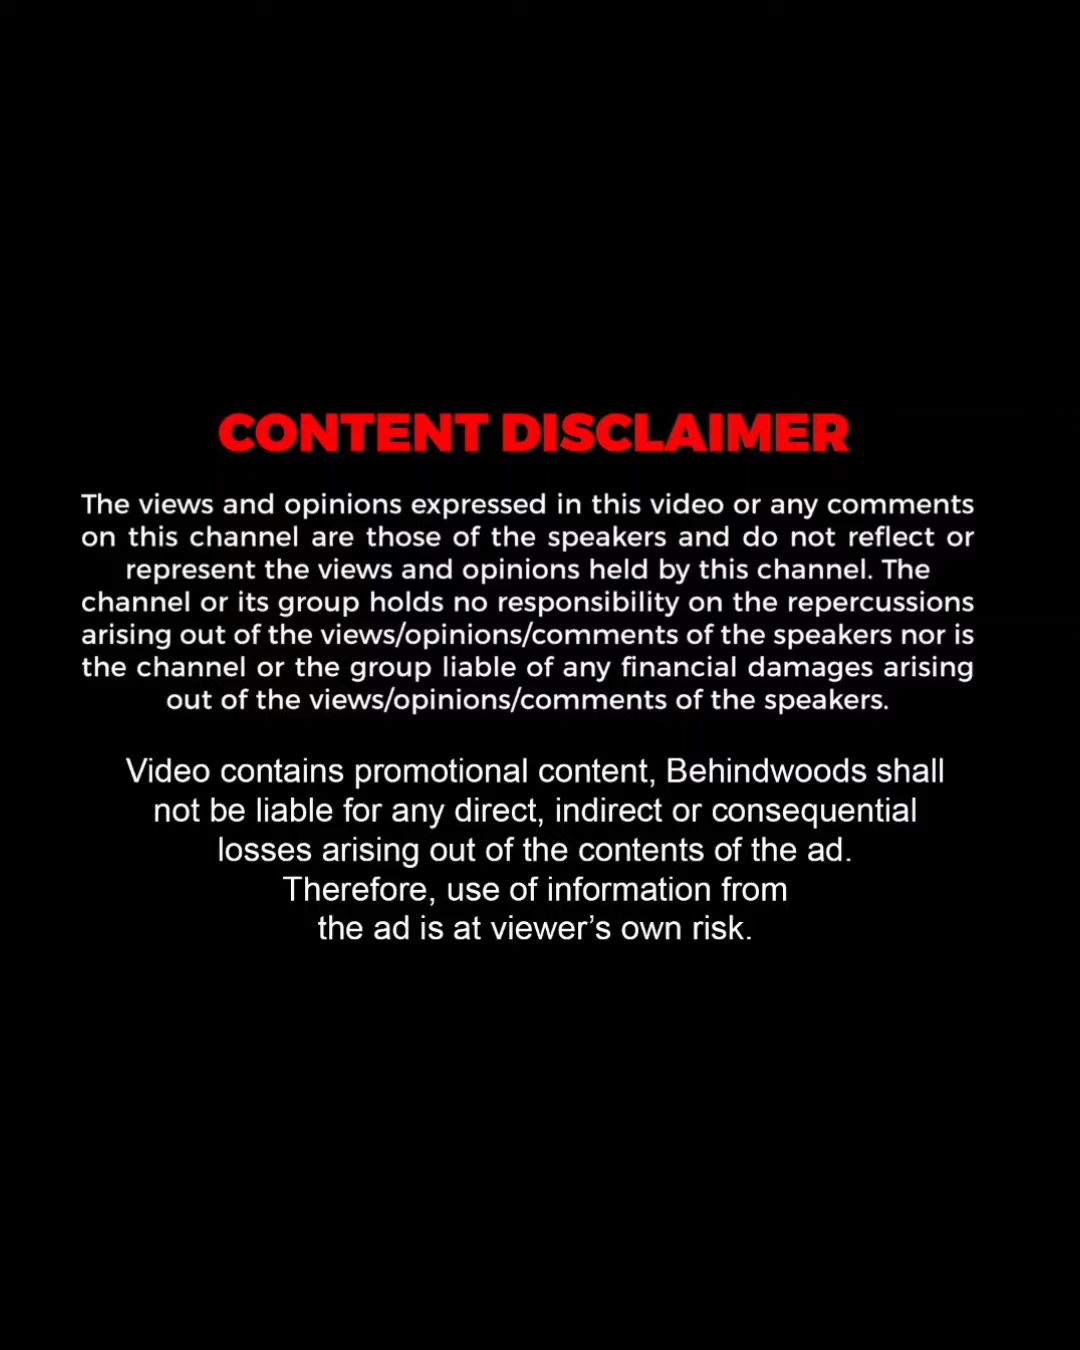 CONTENT DISCLAIMER
The views and opinions expressed in this video or any comments
on this channel are those of the speakers and do not reflect or
represent the views and opinions held by this channel. The
channel or its group holds no responsibility on the repercussions
arising out of the views/opinions/comments of the speakers nor is
the channel or the group liable of any financial damages arising
out of the views/opinions/comments of the speakers.
Video contains promotional content, Behindwoods shall
not be liable for any direct, indirect or consequential
losses arising out of the contents of the ad.
Therefore, use of information from
the ad is at viewer’s own risk.